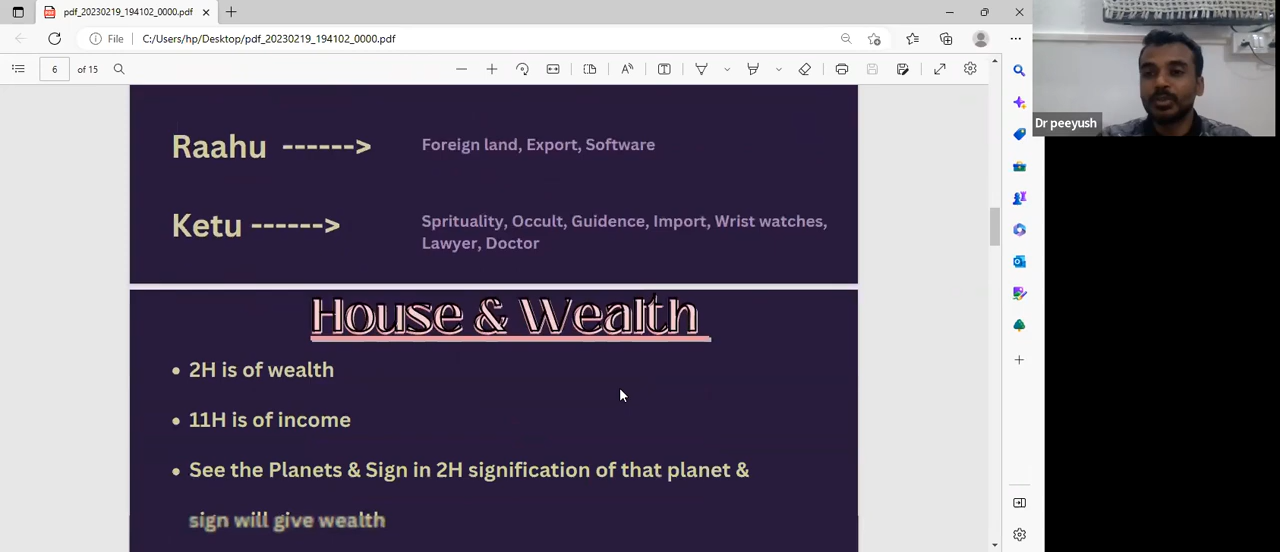 pdf_20230219_194102_0000.pdf
File
C:/Users/hp/Desktop/pdf_20230219_194102_0000.pdf
6 of 15
Dr peeyush
Raahu ------>
Foreign land, Export, Software
Ketu ------>
Sprituality, Occult, Guidence, Import, Wrist watches,
Lawyer, Doctor
House & Wealth
• 2H is of wealth
• 11H is of income
• See the Planets & Sign in 2H signification of that planet &
sign will give wealth